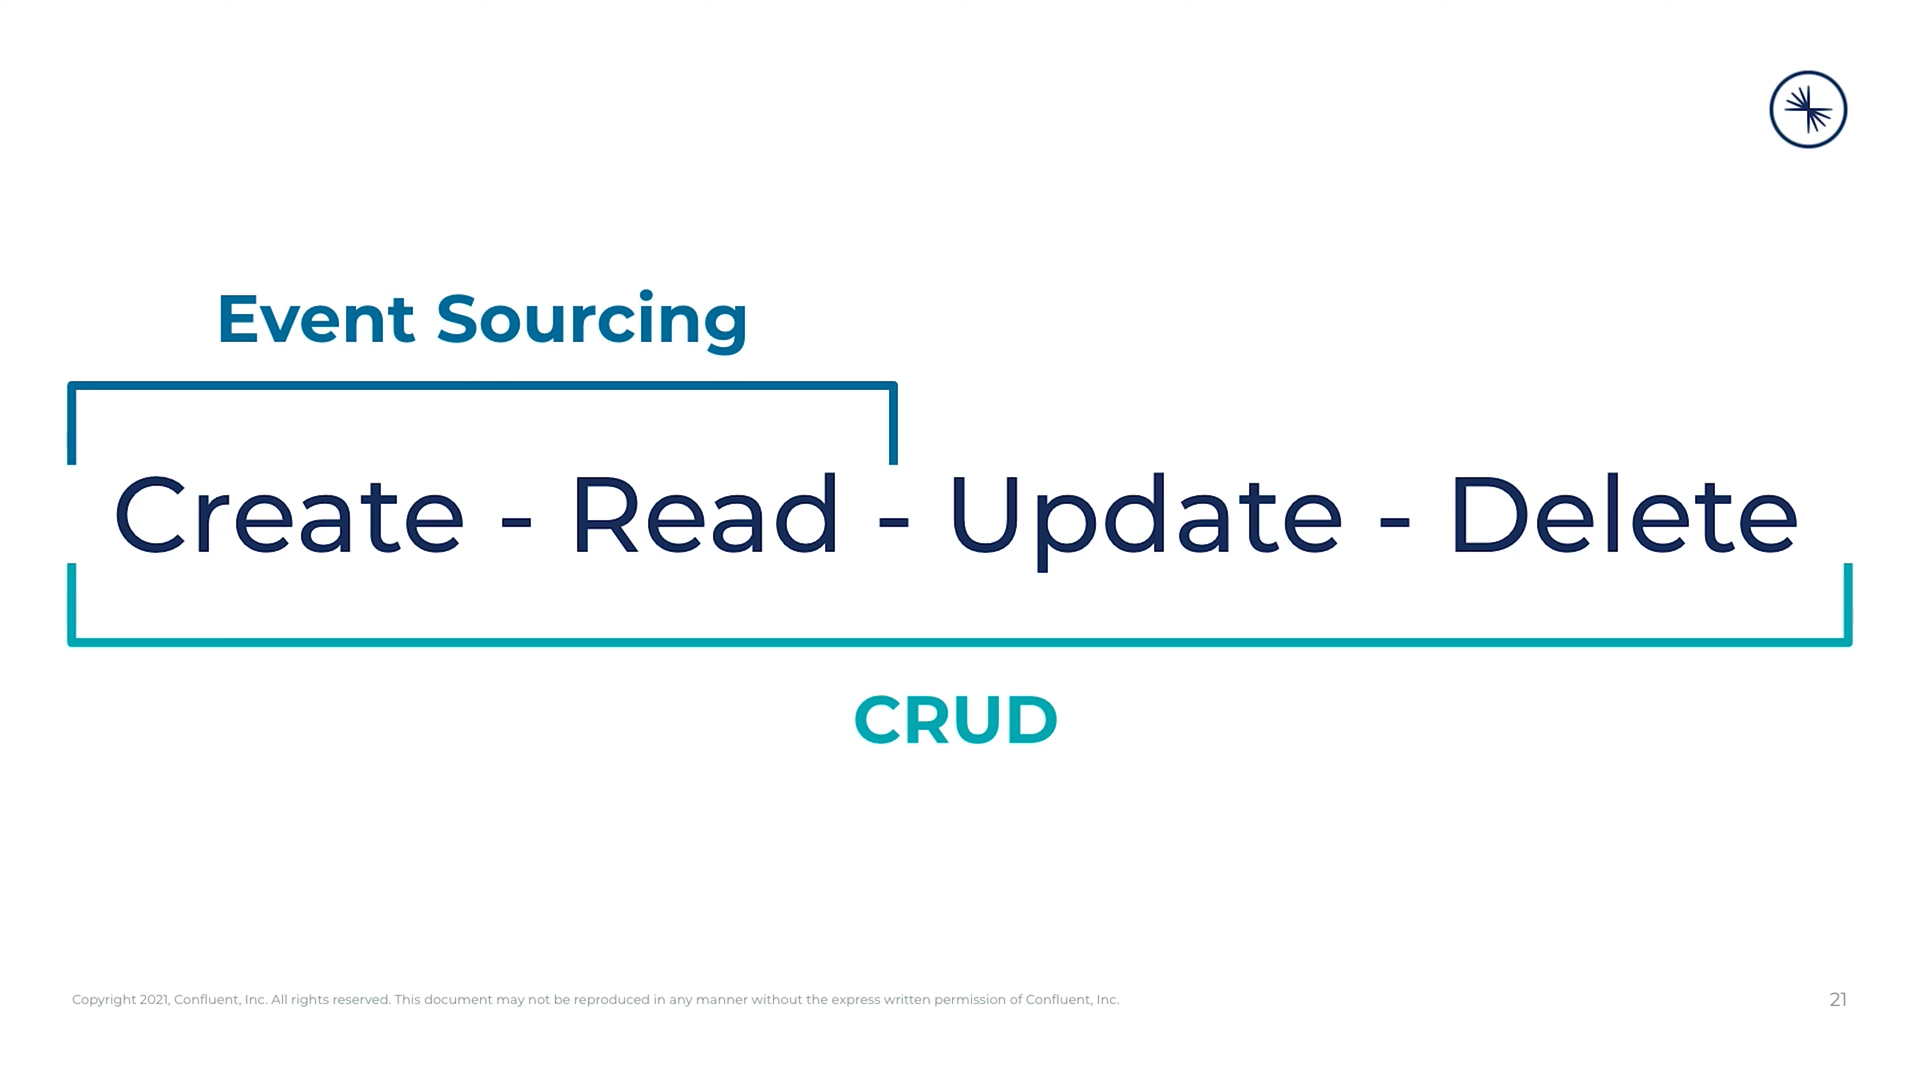 Event Sourcing
Create - Read - Update - Delete
CRUD
Copyright 2021, Confluent, Inc. All rights reserved. This document may not be reproduced in any manner without the express written permission of Confluent, Inc.
21